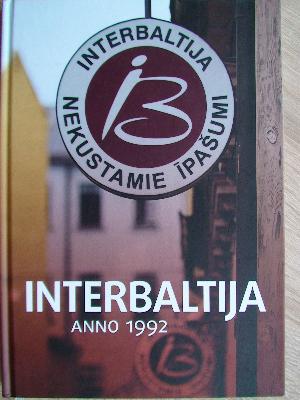 INTERBALTIJA
iB
NEKUSTAMIE ĪPAŠUMI
INTERBALTIJA
ANNO 1992